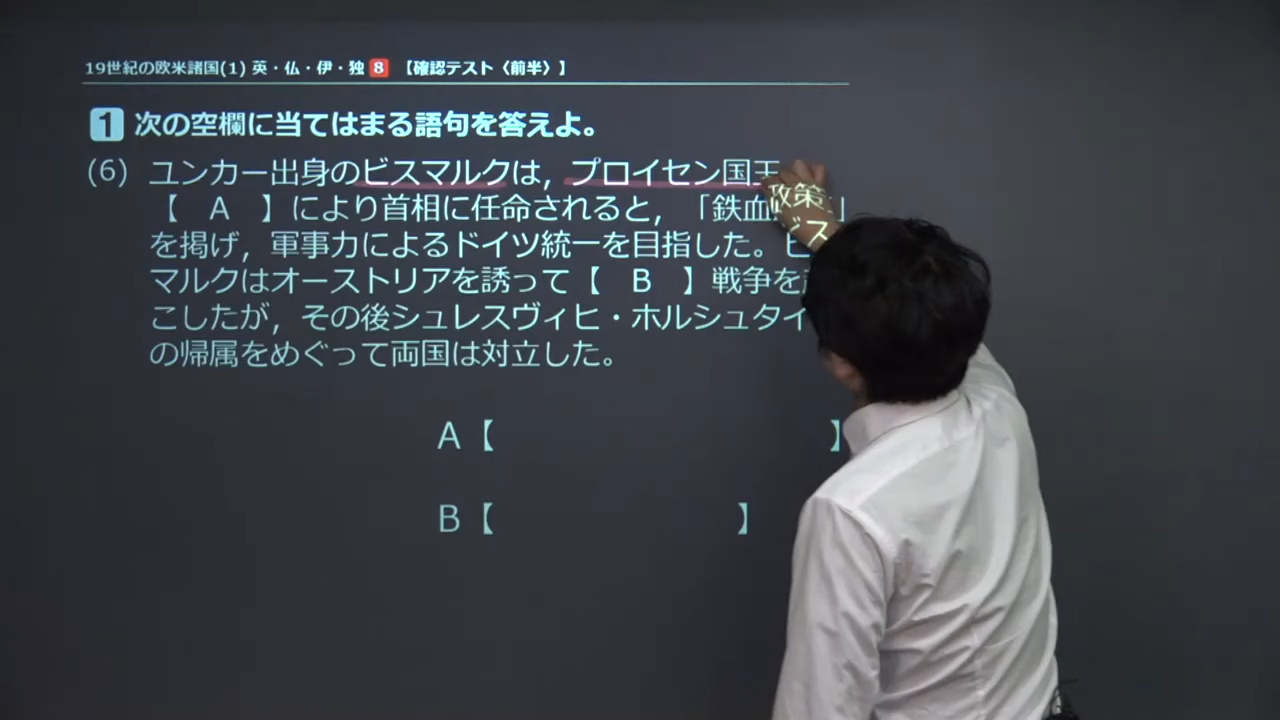 19世紀の欧米諸国(1) 英・仏・伊・独 8 【確認テスト〈前半〉】
1 次の空欄に当てはまる語句を答えよ。
(6) ユンカー出身のビスマルクは，プロイセン国王
【 A 】により首相に任命されると，「鉄血政策」
を掲げ，軍事力によるドイツ統一を目指した。ビス
マルクはオーストリアを誘って【 B 】戦争を起
こしたが，その後シュレスヴィヒ・ホルシュタイ
の帰属をめぐって両国は対立した。
A【 】
B【 】